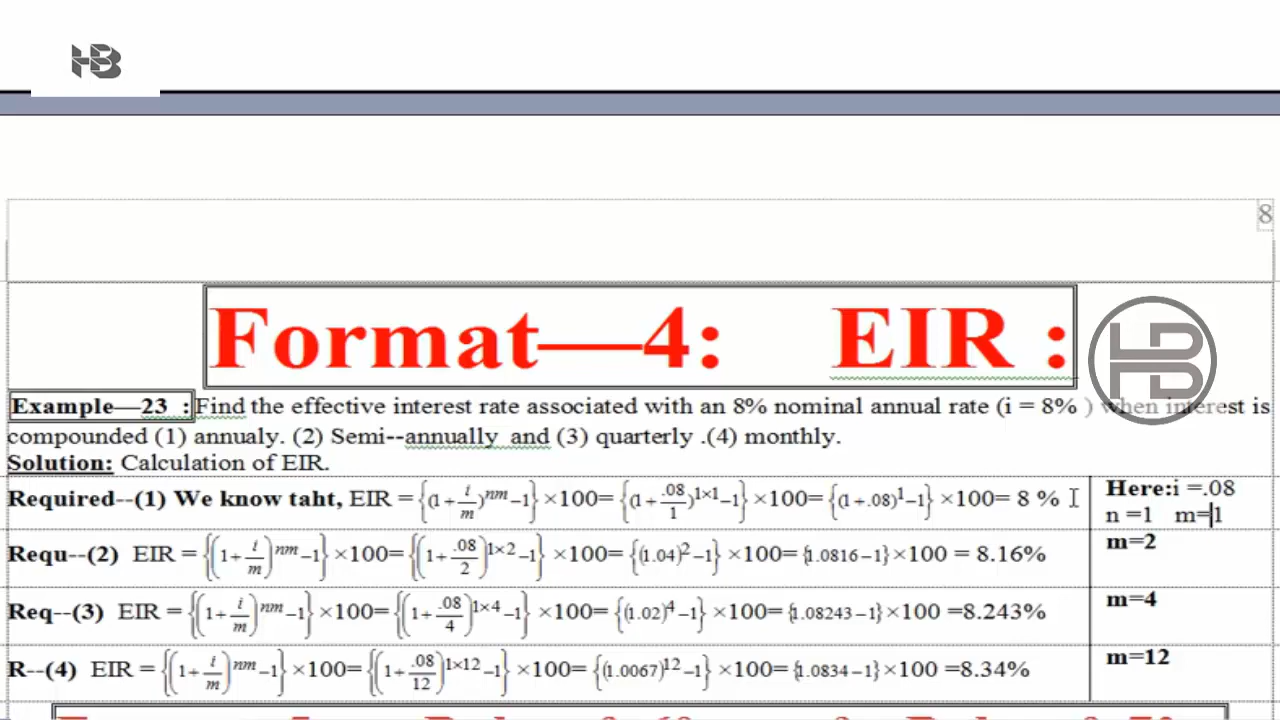 HB
8
Format—4: EIR :
Example—23 : Find the effective interest rate associated with an 8% nominal annual rate (i = 8% ) when interest is
compounded (1) annualy. (2) Semi--annually and (3) quarterly .(4) monthly.
Solution: Calculation of EIR.
Required--(1) We know taht, EIR = {(1+i/m)^nm −1} ×100= {(1+.08/1)^1×1 −1} ×100= {(1+.08)^1 −1} ×100= 8 %
Here:i =.08
n =1 m=1
Requ--(2) EIR = {(1+i/m)^nm −1} ×100= {(1+.08/2)^1×2 −1} ×100= {(1.04)^2 −1} ×100= {1.0816−1}×100 = 8.16%
m=2
Req--(3) EIR = {(1+i/m)^nm −1} ×100= {(1+.08/4)^1×4 −1} ×100= {(1.02)^4 −1} ×100= {1.08243−1}×100 =8.243%
m=4
R--(4) EIR = {(1+i/m)^nm −1} ×100= {(1+.08/12)^1×12 −1} ×100= {(1.0067)^12 −1} ×100= {1.0834−1}×100 =8.34%
m=12